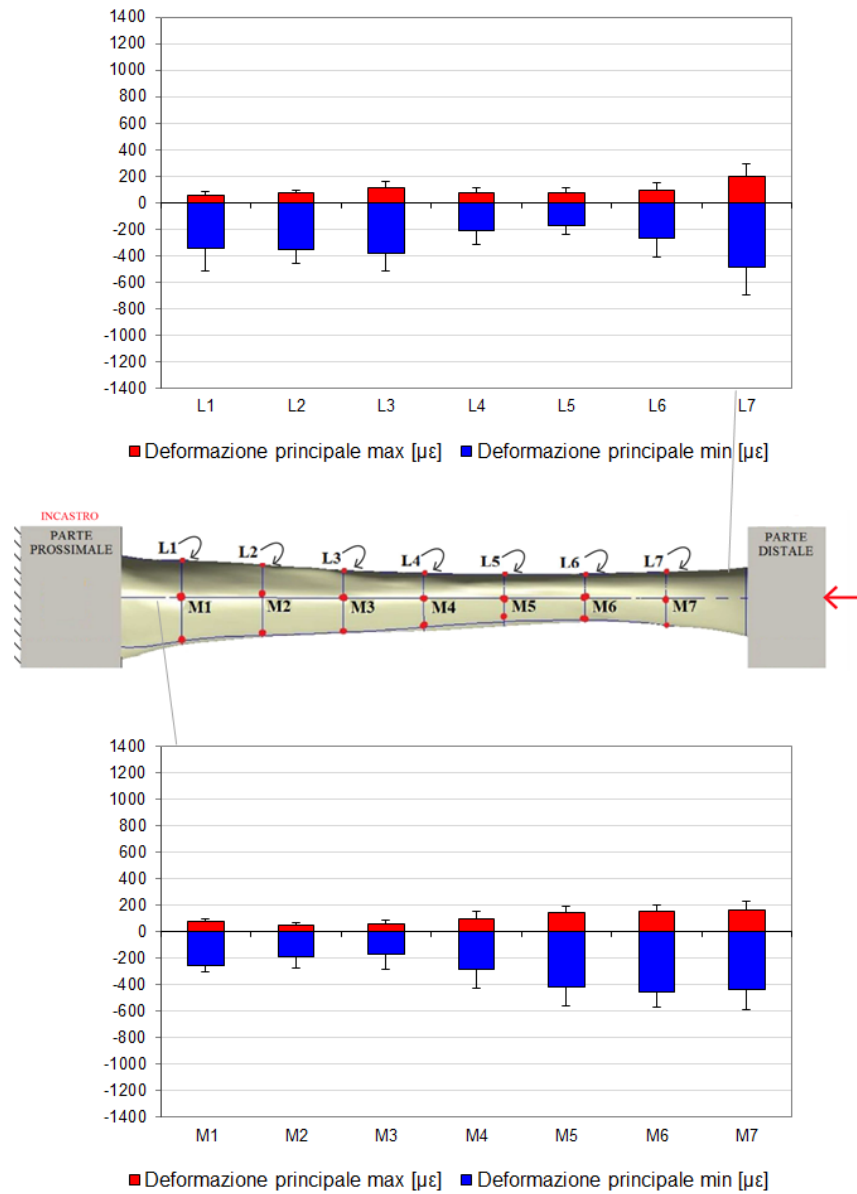 1400
1200
1000
800
600
400
200
0
-200
-400
-600
-800
-1000
-1200
-1400
L1 L2 L3 L4 L5 L6 L7
Deformazione principale max [µε] Deformazione principale min [µε]
INCASTRO
PARTE
PROSSIMALE
PARTE
DISTALE
L1 L2 L3 L4 L5 L6 L7
M1 M2 M3 M4 M5 M6 M7
1400
1200
1000
800
600
400
200
0
-200
-400
-600
-800
-1000
-1200
-1400
M1 M2 M3 M4 M5 M6 M7
Deformazione principale max [µε] Deformazione principale min [µε]